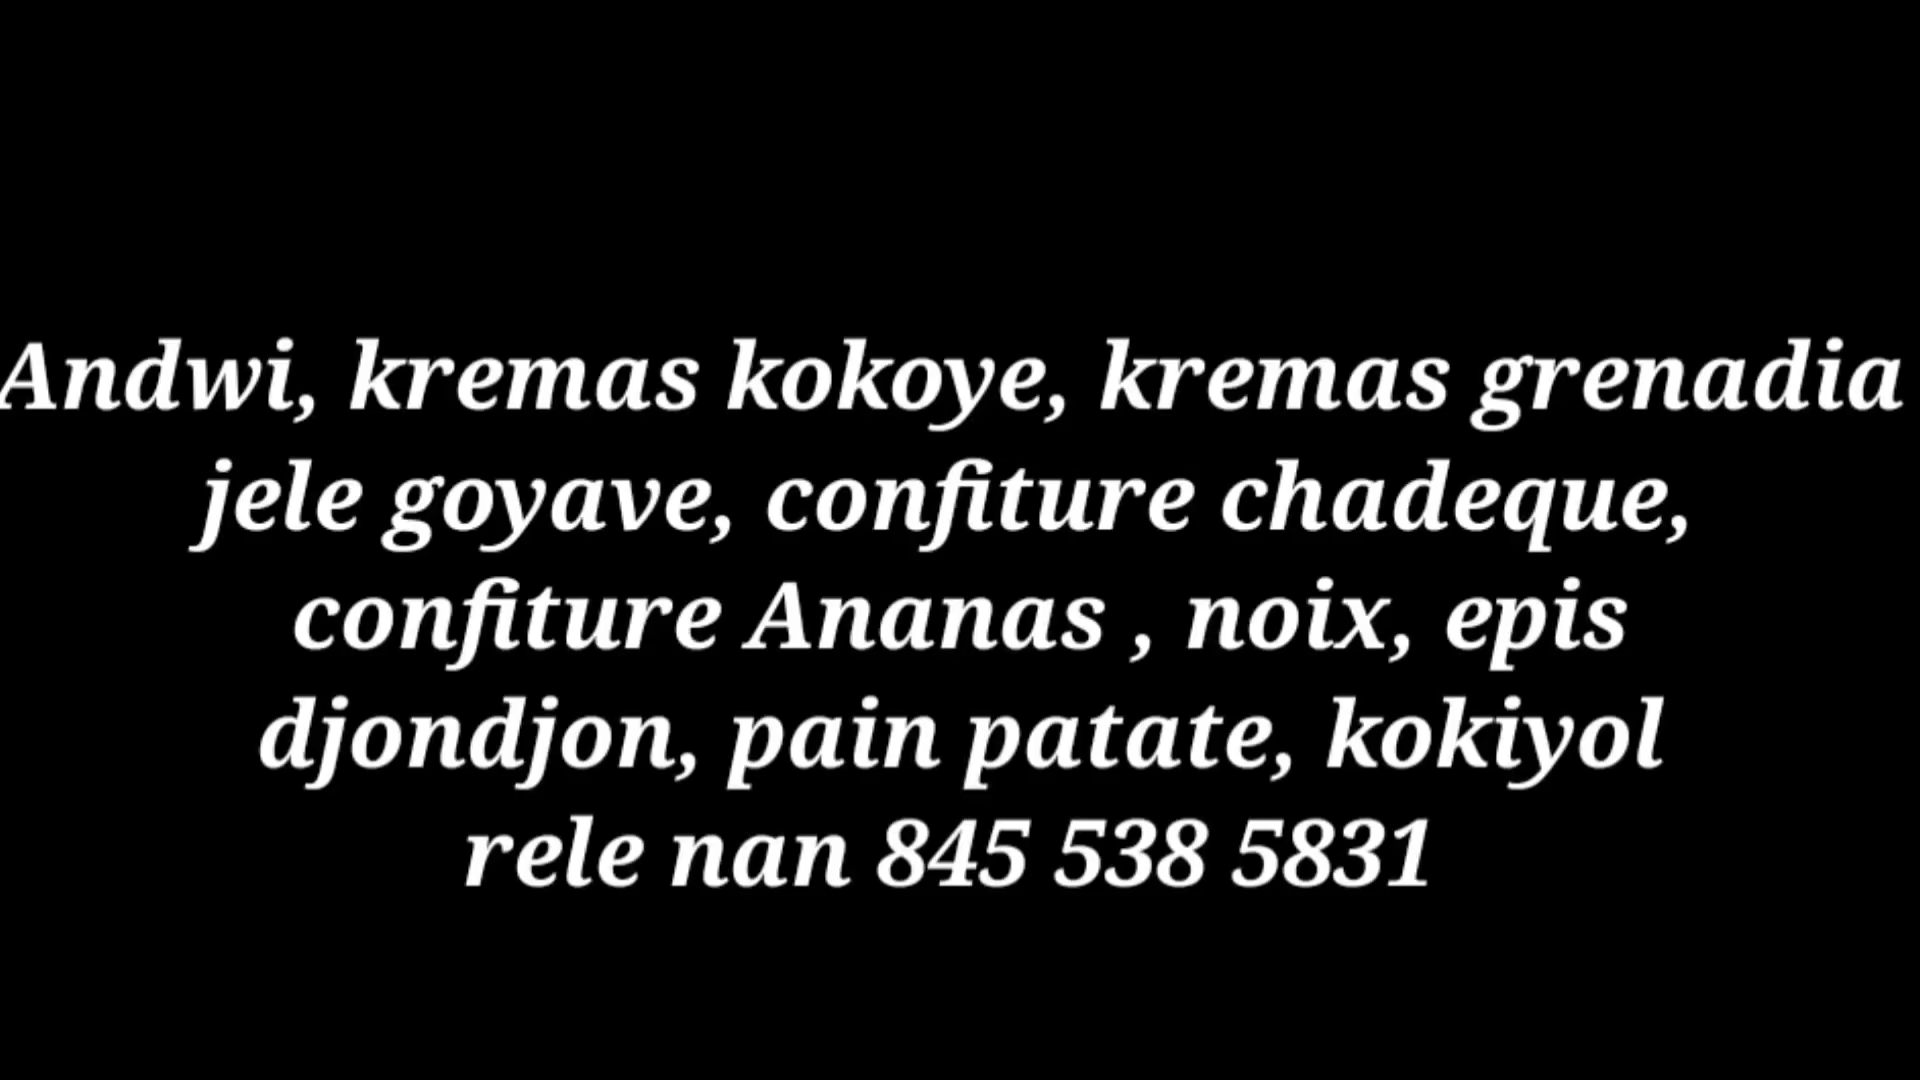 Andwi, kremas kokoye, kremas grenadia
jele goyave, confiture chadeque,
confiture Ananas , noix, epis
djondjon, pain patate, kokiyol
rele nan 845 538 5831